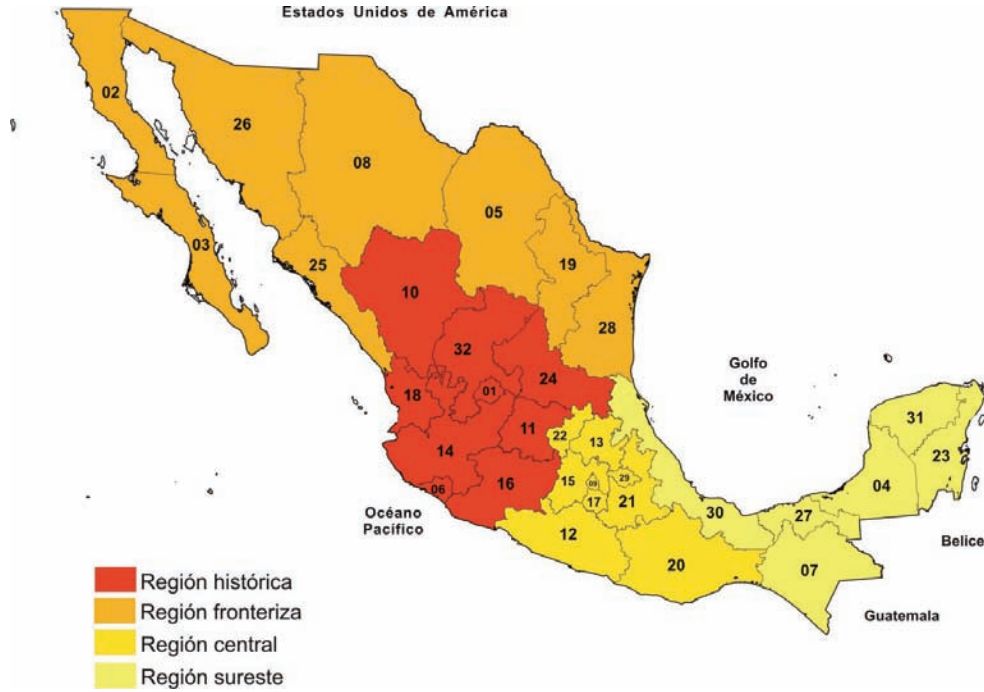 Estados Unidos de América
02
26
08
05
03
25
19
10
28
32
24
Golfo
de
México
18
01
31
11
22
13
23
14
16
15
09
29
04
06
17
21
30
27
Océano
Pacífico
12
20
07
Belice
Guatemala
Región histórica
Región fronteriza
Región central
Región sureste